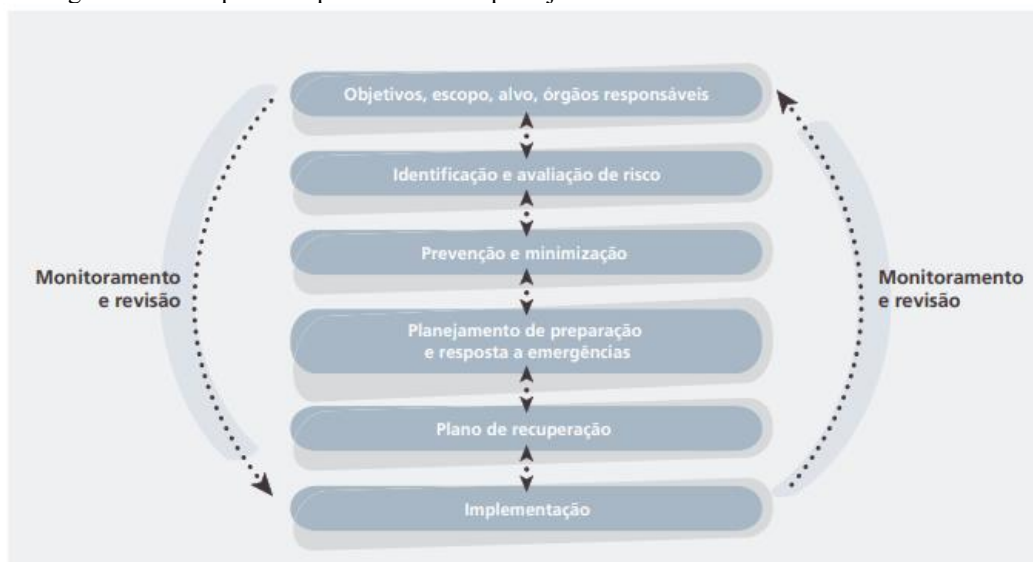 Objetivos, escopo, alvo, órgãos responsáveis
Identificação e avaliação de risco
Prevenção e minimização
Monitoramento
e revisão
Monitoramento
e revisão
Planejamento de preparação
e resposta a emergências
Plano de recuperação
Implementação